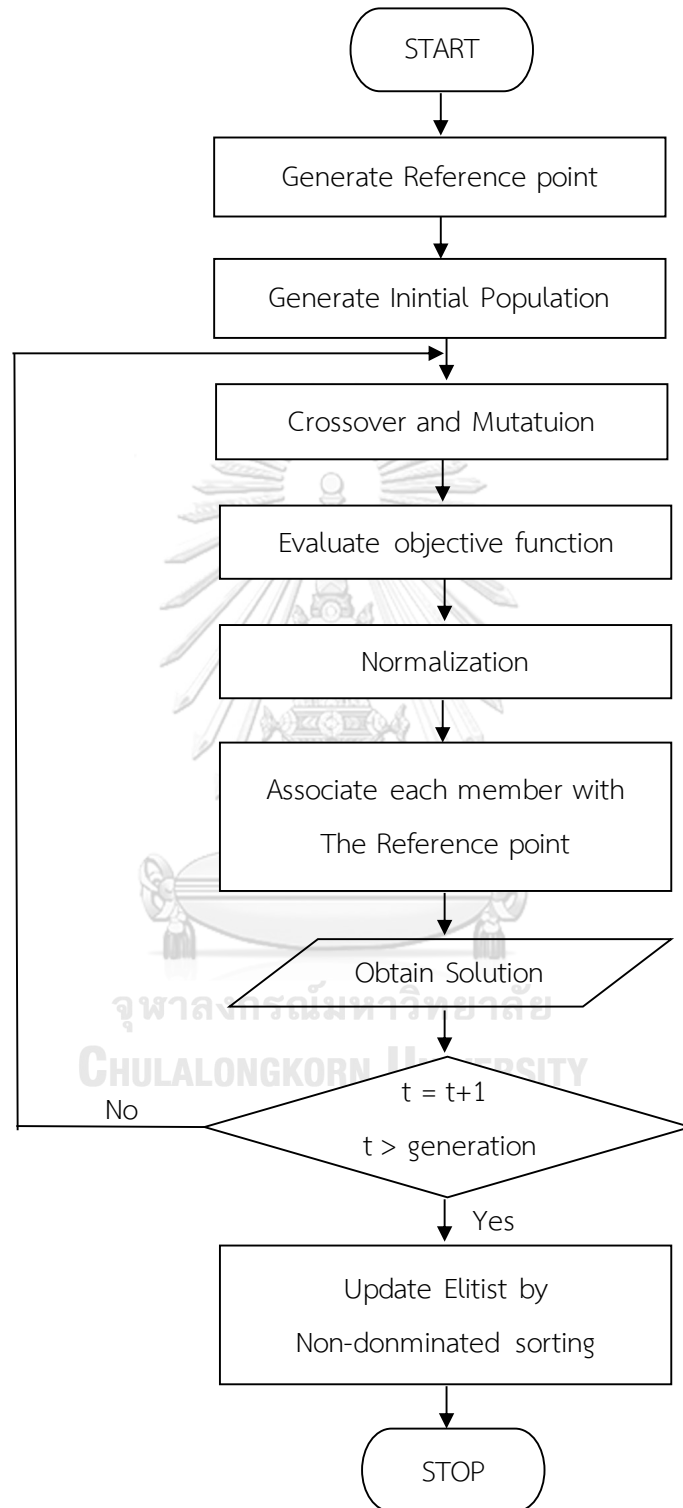 START
Generate Reference point
Generate Inintial Population
Crossover and Mutatuion
Evaluate objective function
Normalization
Associate each member with
The Reference point
Obtain Solution
จุฬาลงกรณ์มหาวิทยาลัย
CHULALONGKORN UNIVERSITY
t = t+1
No
t > generation
Yes
Update Elitist by
Non-donminated sorting
STOP